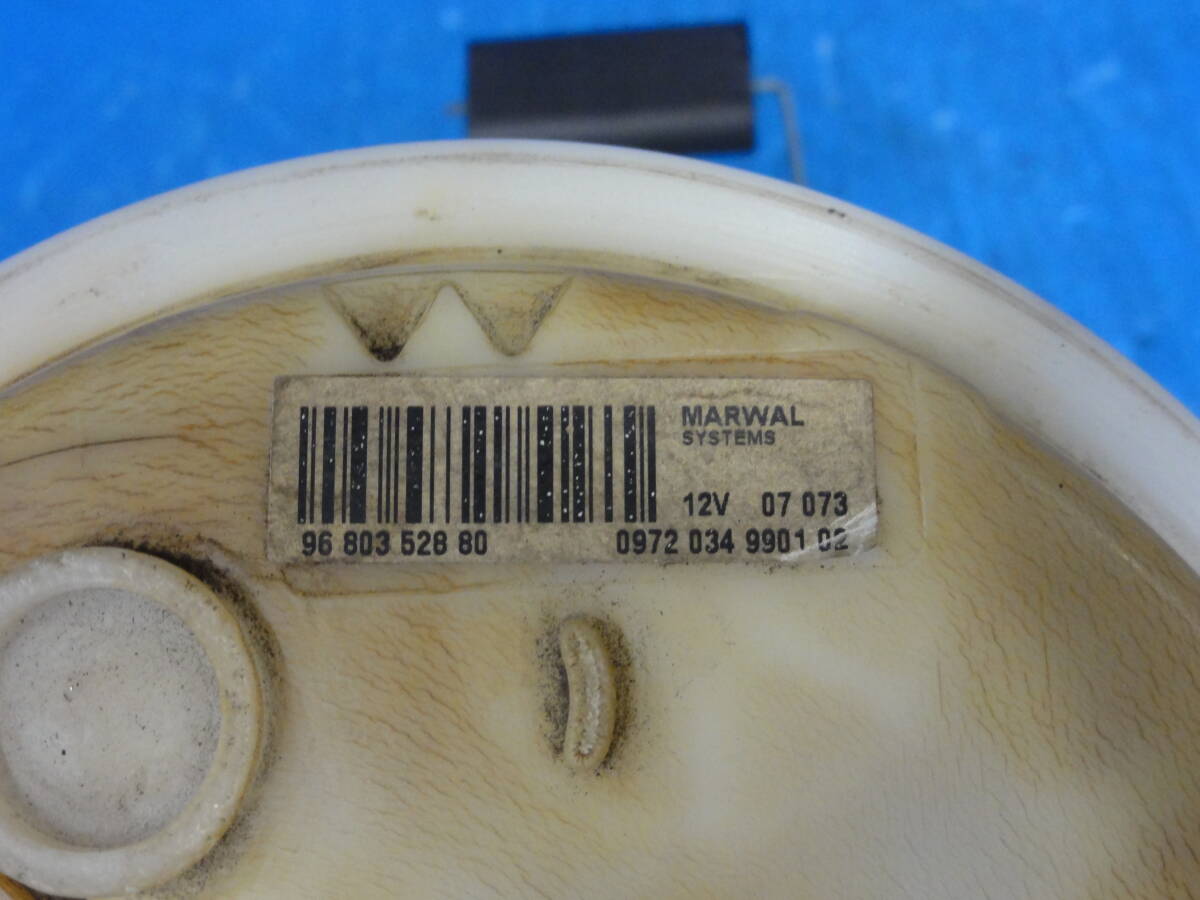 MARWAL
SYSTEMS
12V 07 073
96 803 528 80 0972 034 9901 02